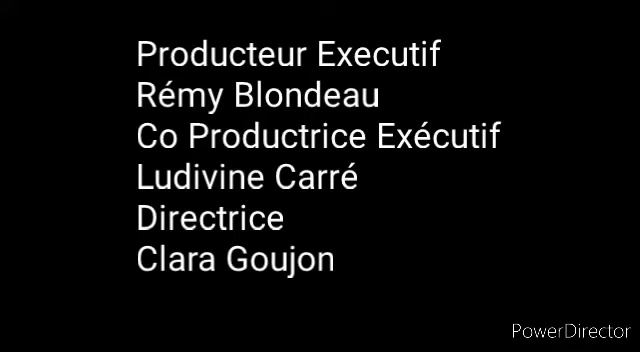 Producteur Executif
Rémy Blondeau
Co Productrice Exécutif
Ludivine Carré
Directrice
Clara Goujon
PowerDirector